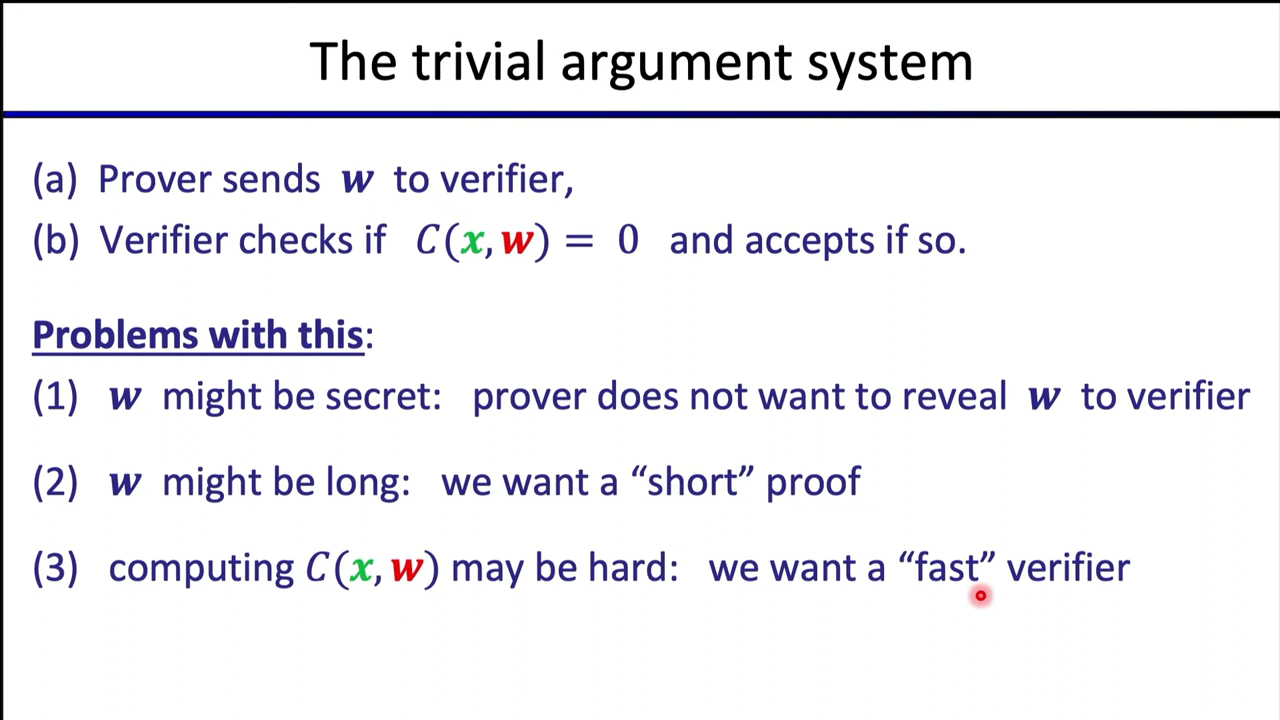 The trivial argument system
(a) Prover sends w to verifier,
(b) Verifier checks if C(x, w) = 0 and accepts if so.
Problems with this:
(1) w might be secret: prover does not want to reveal w to verifier
(2) w might be long: we want a “short” proof
(3) computing C(x, w) may be hard: we want a “fast” verifier